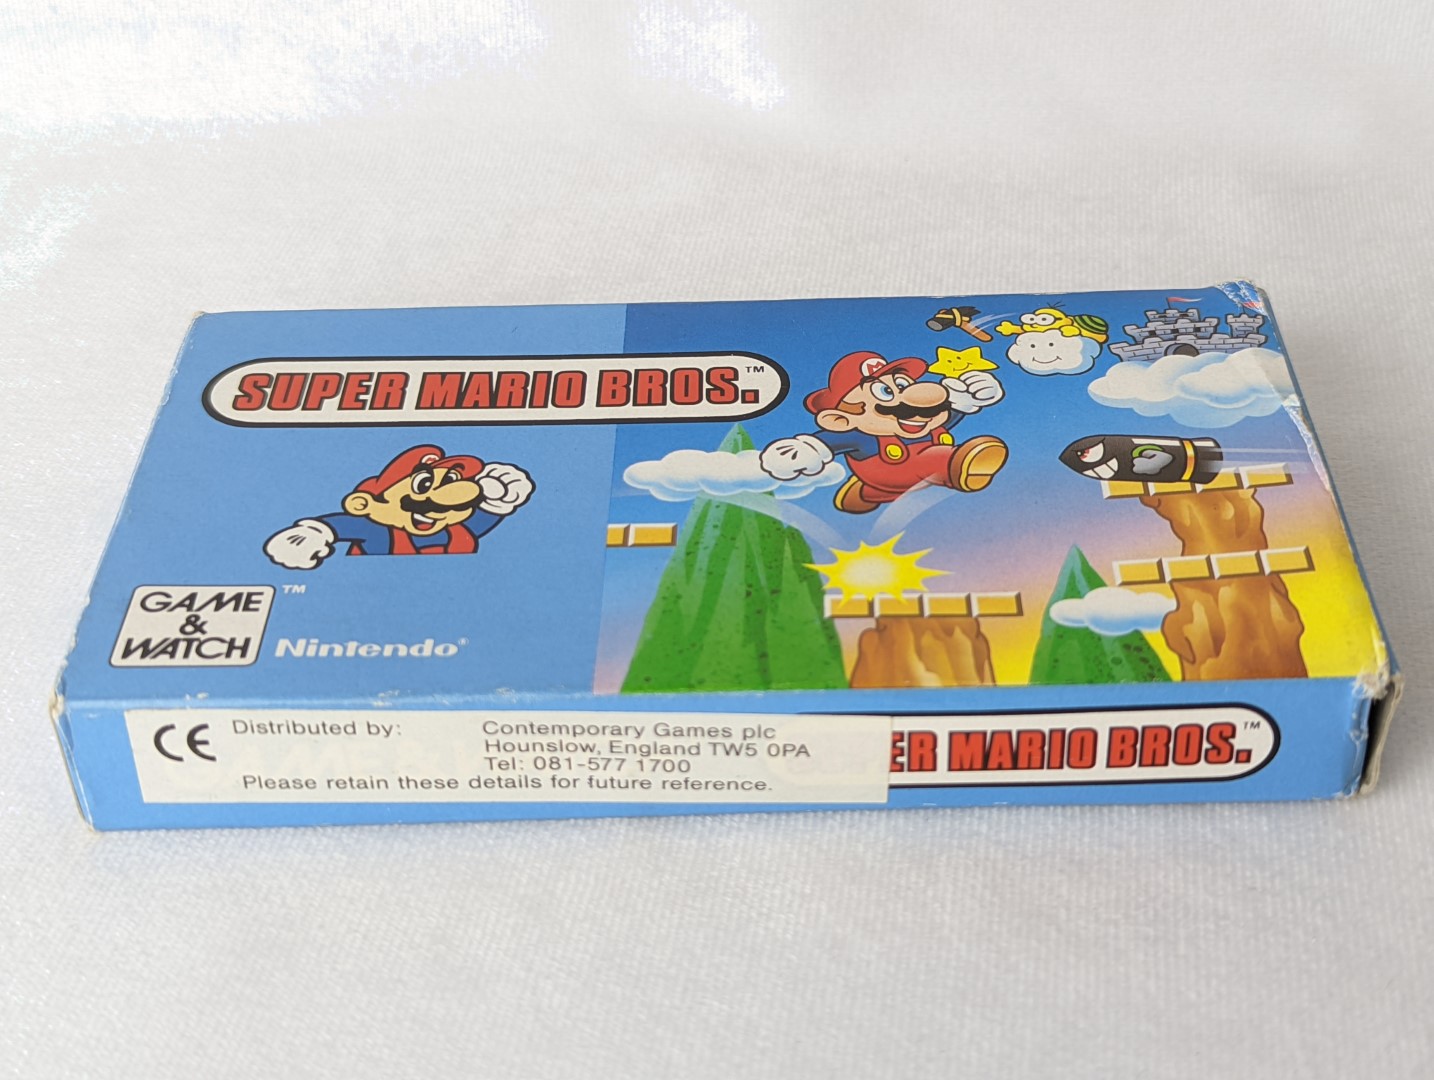 SUPER MARIO BROS.™
M
GAME
&
WATCH™
Nintendo®
CE
Distributed by: Contemporary Games plc
Hounslow, England TW5 0PA
Tel: 081-577 1700
Please retain these details for future reference.
ER MARIO BROS.™